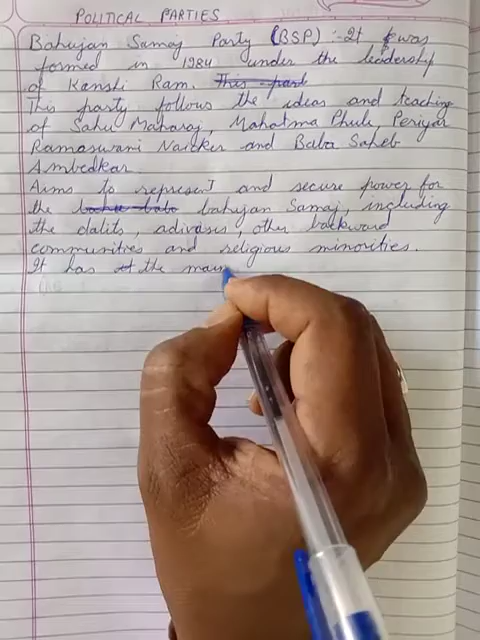 POLITICAL PARTIES
Bahujan Samaj Party (BSP) :- It was
formed in 1984 under the leadership
of Kanshi Ram. This part
This party follows the ideas and teaching
of Sahu Maharaj, Mahatma Phule, Periyar
Ramaswani Naicker and Baba Saheb
Ambedkar.
Aims to represent and secure power for
the bahujan Samaj, including
the dalits, adivasis, other backward
communities and religious minorities.
It has the main